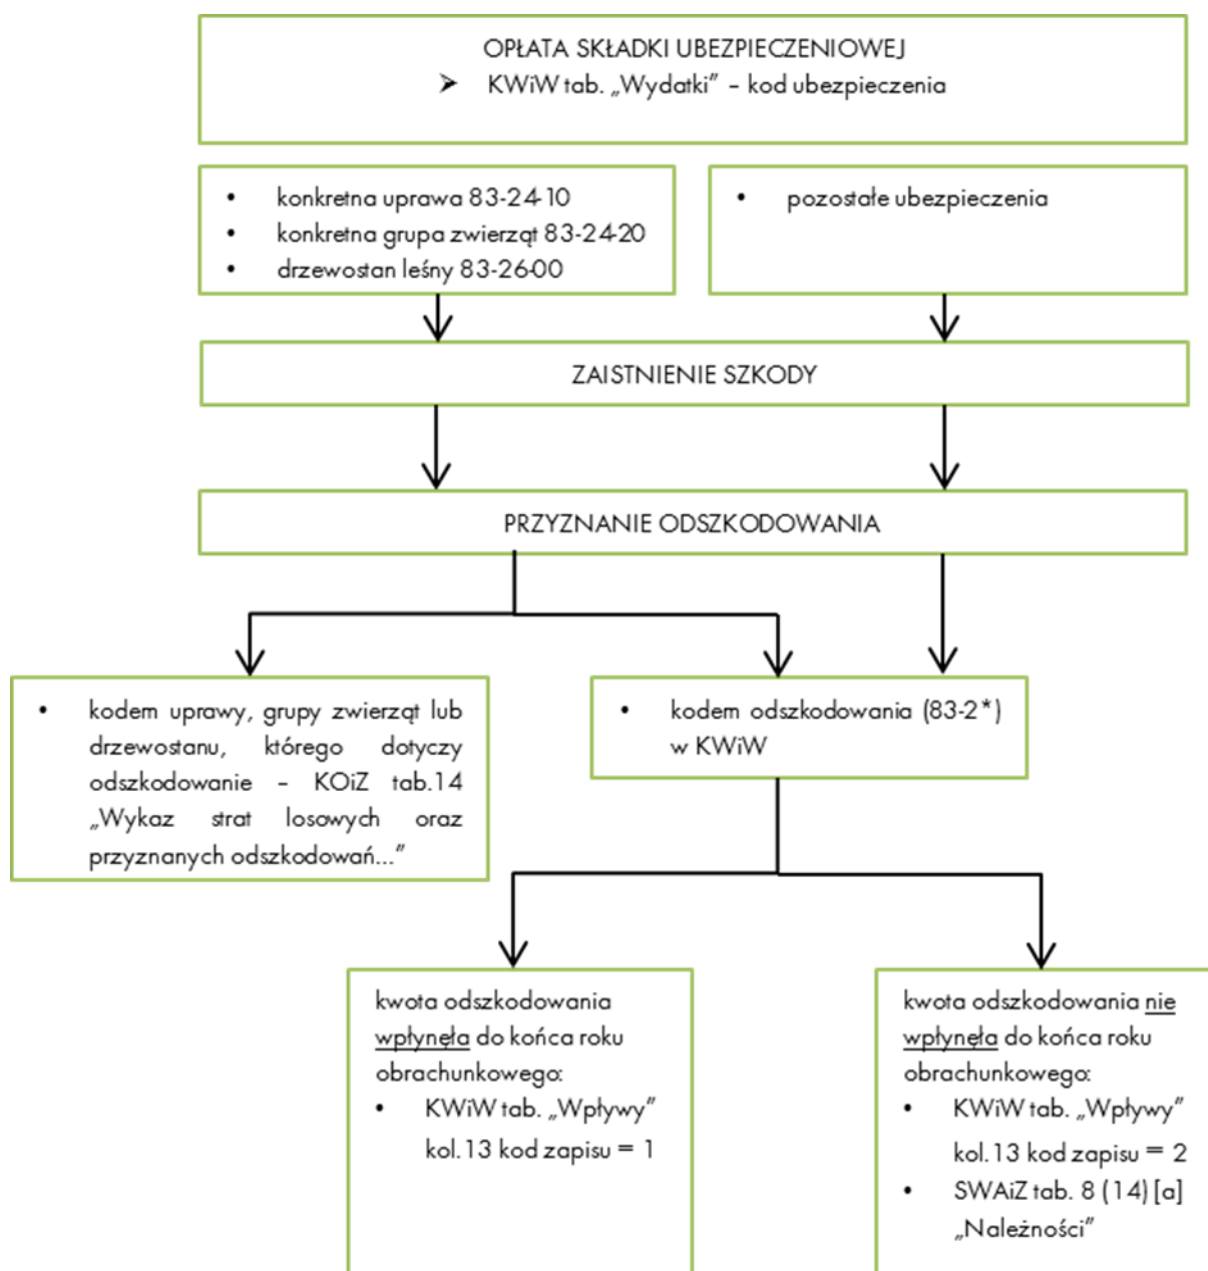 OPŁATA SKŁADKI UBEZPIECZENIOWEJ
➢ KWiW tab. „Wydatki” – kod ubezpieczenia
• konkretna uprawa 83-24-10
• konkretna grupa zwierząt 83-24-20
• drzewostan leśny 83-26-00
• pozostałe ubezpieczenia
ZAISTNIENIE SZKODY
PRZYZNANIE ODSZKODOWANIA
• kodem uprawy, grupy zwierząt lub
drzewostanu, którego dotyczy
odszkodowanie – KOiZ tab.14
„Wykaz strat losowych oraz
przyznanych odszkodowań...”
• kodem odszkodowania (83-2*)
w KWiW
kwota odszkodowania
wpłynęła do końca roku
obrachunkowego:
• KWiW tab. „Wpływy”
kol.13 kod zapisu = 1
kwota odszkodowania nie
wpłynęła do końca roku
obrachunkowego:
• KWiW tab. „Wpływy”
kol.13 kod zapisu = 2
• SWAiZ tab. 8 (14) [a]
„Należności”